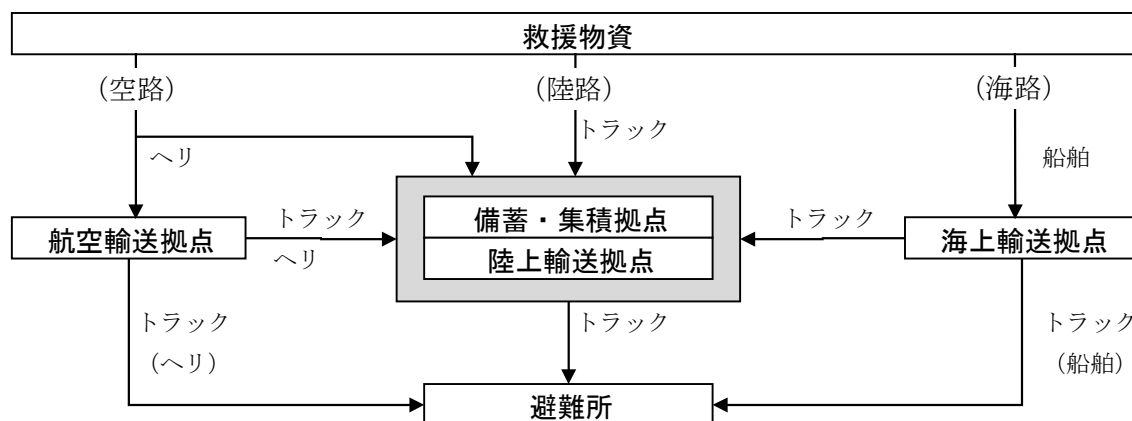 救援物資
（空路）
（陸路）
（海路）
トラック
ヘリ
船舶
備蓄・集積拠点
トラック
トラック
航空輸送拠点
海上輸送拠点
ヘリ
陸上輸送拠点
トラック
トラック
トラック
（ヘリ）
（船舶）
避難所